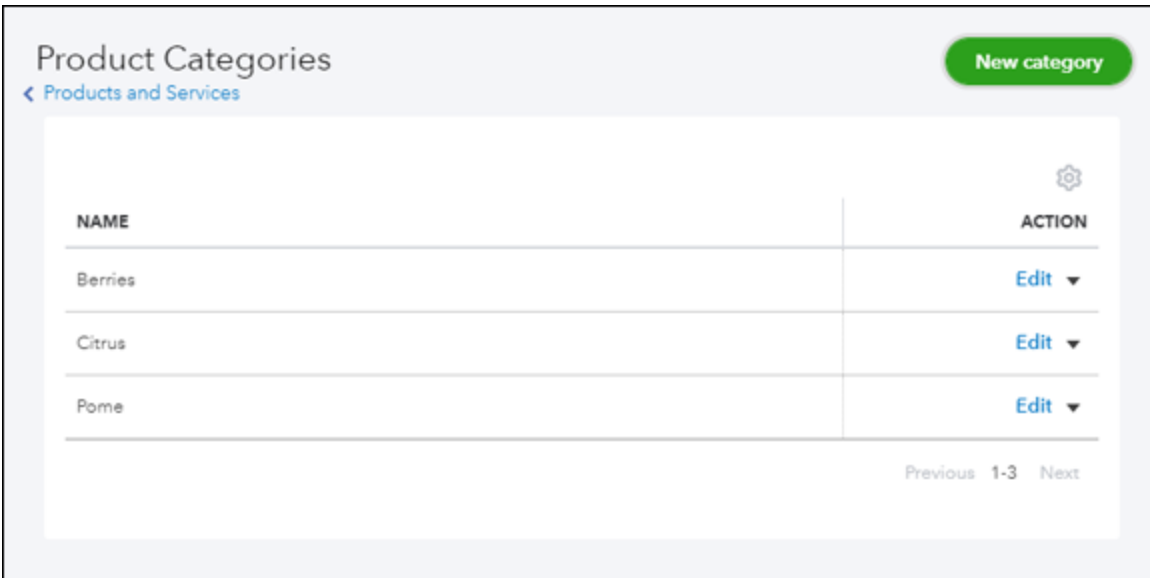 Product Categories
New category
Products and Services
NAME ACTION
Berries Edit
Citrus Edit
Pome Edit
Previous 1-3 Next